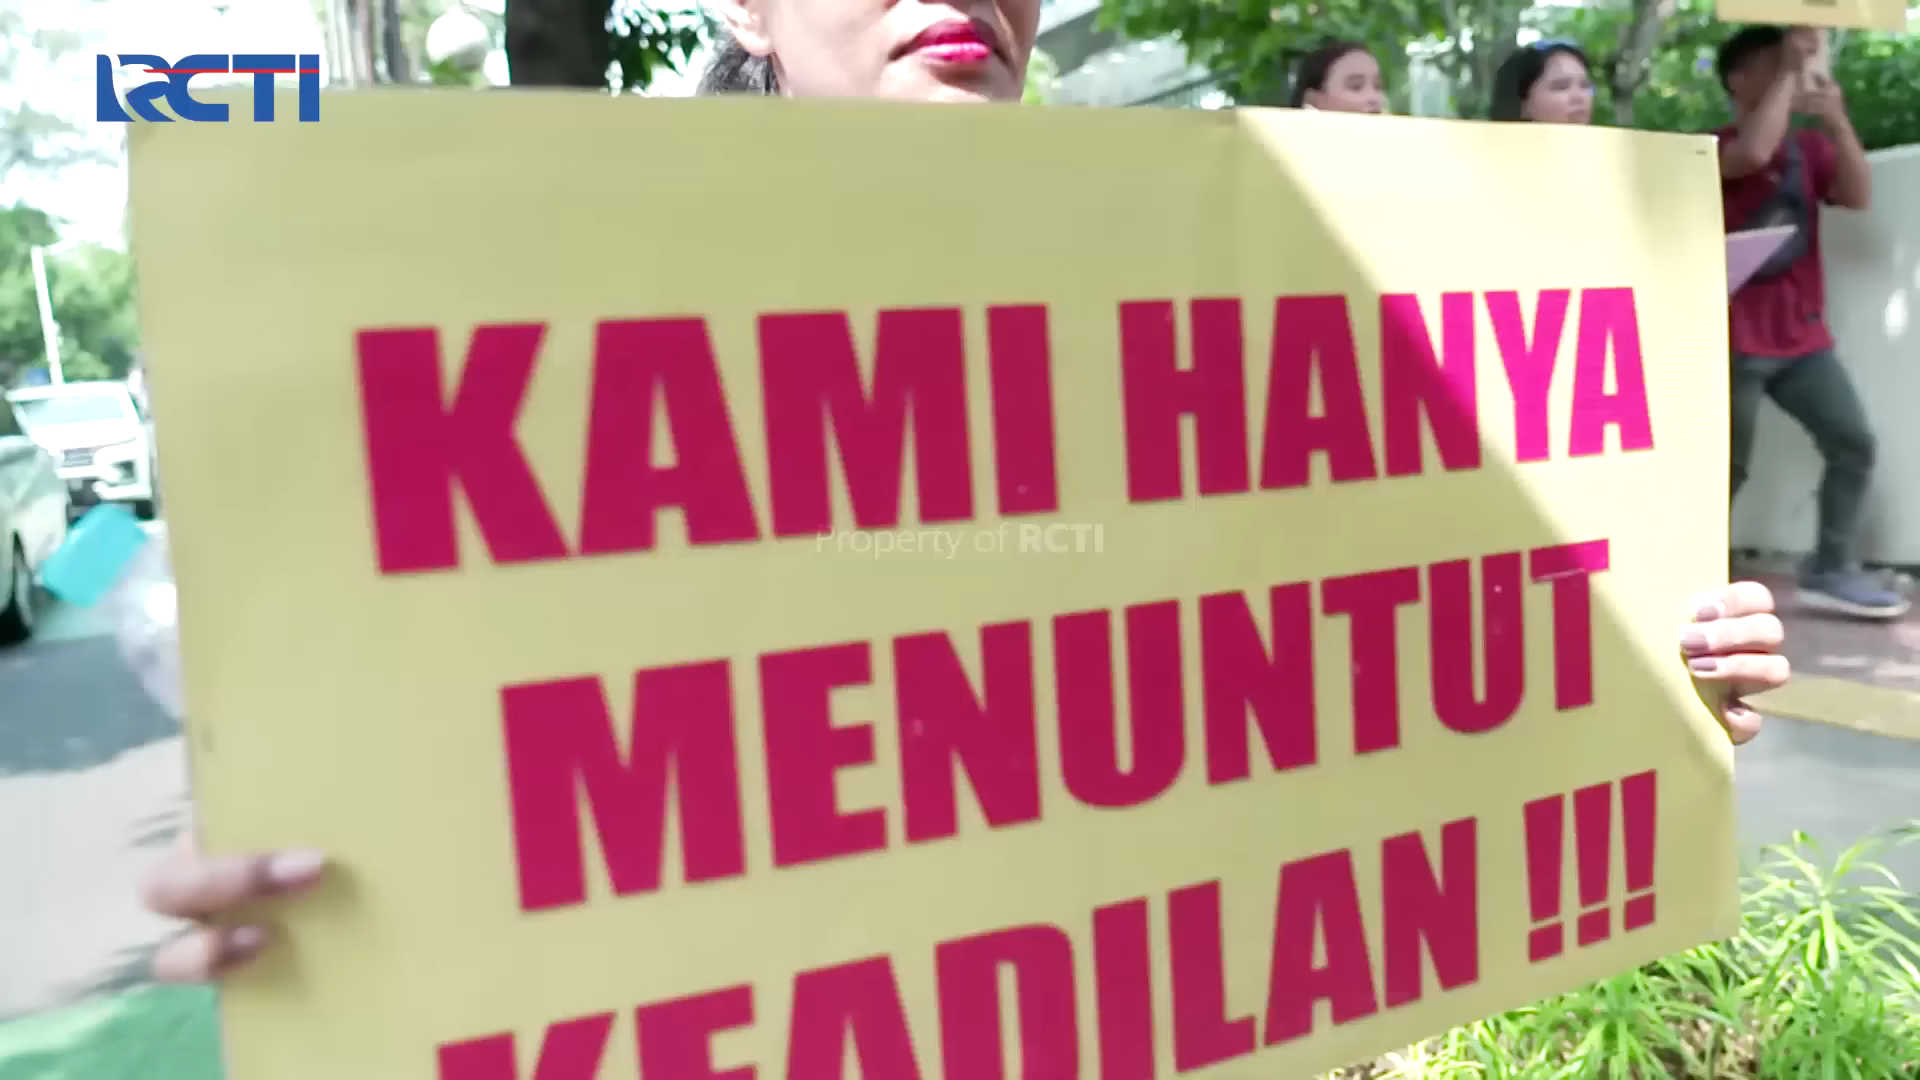 RCTI
KAMI HANYA
Property of RCTI
MENUNTUT
KEADILAN !!!